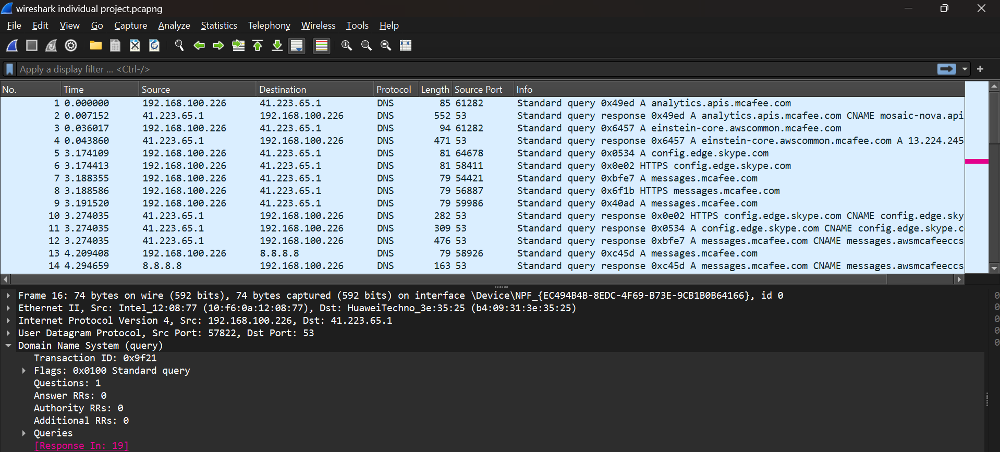 wireshark individual project.pcapng
File Edit View Go Capture Analyze Statistics Telephony Wireless Tools Help
Apply a display filter ... <Ctrl-/>
No. Time Source Destination Protocol Length Source Port Info
1 0.000000 192.168.100.226 41.223.65.1 DNS 85 61282 Standard query 0x49ed A analytics.apis.mcafee.com
2 0.007152 41.223.65.1 192.168.100.226 DNS 552 53 Standard query response 0x49ed A analytics.apis.mcafee.com CNAME mosaic-nova.api
3 0.036017 192.168.100.226 41.223.65.1 DNS 94 61282 Standard query 0x6457 A einstein-core.awscommon.mcafee.com
4 0.043860 41.223.65.1 192.168.100.226 DNS 471 53 Standard query response 0x6457 A einstein-core.awscommon.mcafee.com A 13.224.245
5 3.174109 192.168.100.226 41.223.65.1 DNS 81 64678 Standard query 0x0534 A config.edge.skype.com
6 3.174413 192.168.100.226 41.223.65.1 DNS 81 58411 Standard query 0x0e02 HTTPS config.edge.skype.com
7 3.188355 192.168.100.226 41.223.65.1 DNS 79 54421 Standard query 0xbfe7 A messages.mcafee.com
8 3.188586 192.168.100.226 41.223.65.1 DNS 79 56887 Standard query 0x6f1b HTTPS messages.mcafee.com
9 3.191520 192.168.100.226 41.223.65.1 DNS 79 59986 Standard query 0x40ad A messages.mcafee.com
10 3.274035 41.223.65.1 192.168.100.226 DNS 282 53 Standard query response 0x0e02 HTTPS config.edge.skype.com CNAME config.edge.sky
11 3.274035 41.223.65.1 192.168.100.226 DNS 309 53 Standard query response 0x0534 A config.edge.skype.com CNAME config.edge.skype.c
12 3.274035 41.223.65.1 192.168.100.226 DNS 476 53 Standard query response 0xbfe7 A messages.mcafee.com CNAME messages.awsmcafeeccs
13 4.209408 192.168.100.226 8.8.8.8 DNS 79 58926 Standard query 0xc45d A messages.mcafee.com
14 4.294659 8.8.8.8 192.168.100.226 DNS 163 53 Standard query response 0xc45d A messages.mcafee.com CNAME messages.awsmcafeeccs
Frame 16: 74 bytes on wire (592 bits), 74 bytes captured (592 bits) on interface \Device\NPF_{EC494B4B-8EDC-4F69-B73E-9CB1B0B64166}, id 0
Ethernet II, Src: Intel_12:08:77 (10:f6:0a:12:08:77), Dst: HuaweiTechno_3e:35:25 (b4:09:31:3e:35:25)
Internet Protocol Version 4, Src: 192.168.100.226, Dst: 41.223.65.1
User Datagram Protocol, Src Port: 57822, Dst Port: 53
Domain Name System (query)
Transaction ID: 0x9f21
Flags: 0x0100 Standard query
Questions: 1
Answer RRs: 0
Authority RRs: 0
Additional RRs: 0
Queries
[Response In: 19]
0
0
0
0
0